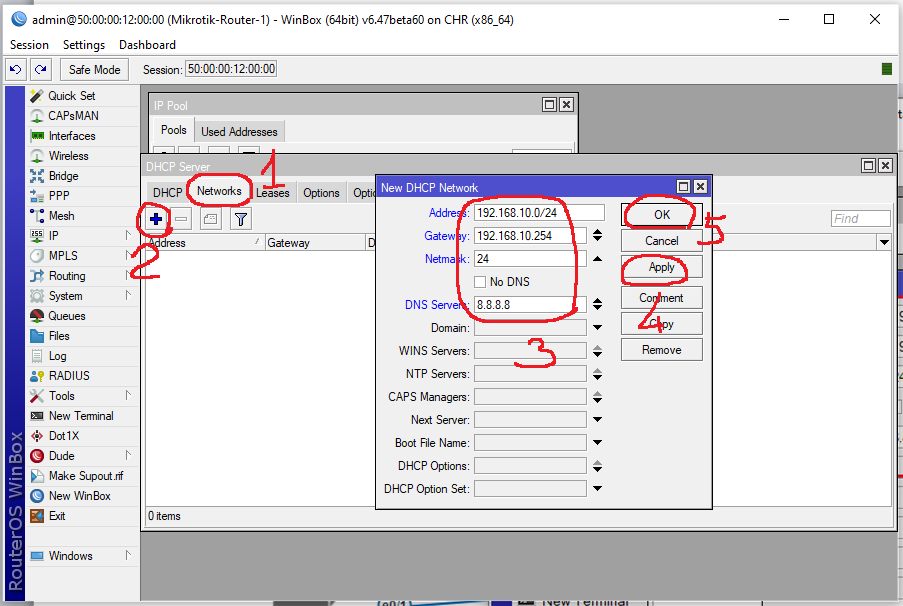 admin@50:00:00:12:00:00 (Mikrotik-Router-1) - WinBox (64bit) v6.47beta60 on CHR (x86_64)
Session Settings Dashboard
Safe Mode Session: 50:00:00:12:00:00
Quick Set
CAPsMAN
Interfaces
Wireless
Bridge
PPP
Mesh
IP
MPLS
Routing
System
Queues
Files
Log
RADIUS
Tools
New Terminal
Dot1X
Dude
Make Supout.rif
New WinBox
Exit
Windows
RouterOS WinBox
IP Pool
Pools Used Addresses
DHCP Server
DHCP Networks Leases Options
1
2
Find
Address Gateway
0 items
New DHCP Network
Address: 192.168.10.0/24
Gateway: 192.168.10.254
Netmask: 24
No DNS
DNS Servers: 8.8.8.8
Domain:
WINS Servers:
NTP Servers:
CAPS Managers:
Next Server:
Boot File Name:
DHCP Options:
DHCP Option Set:
3
OK
Cancel
Apply
Comment
Copy
Remove
5
4
New Terminal